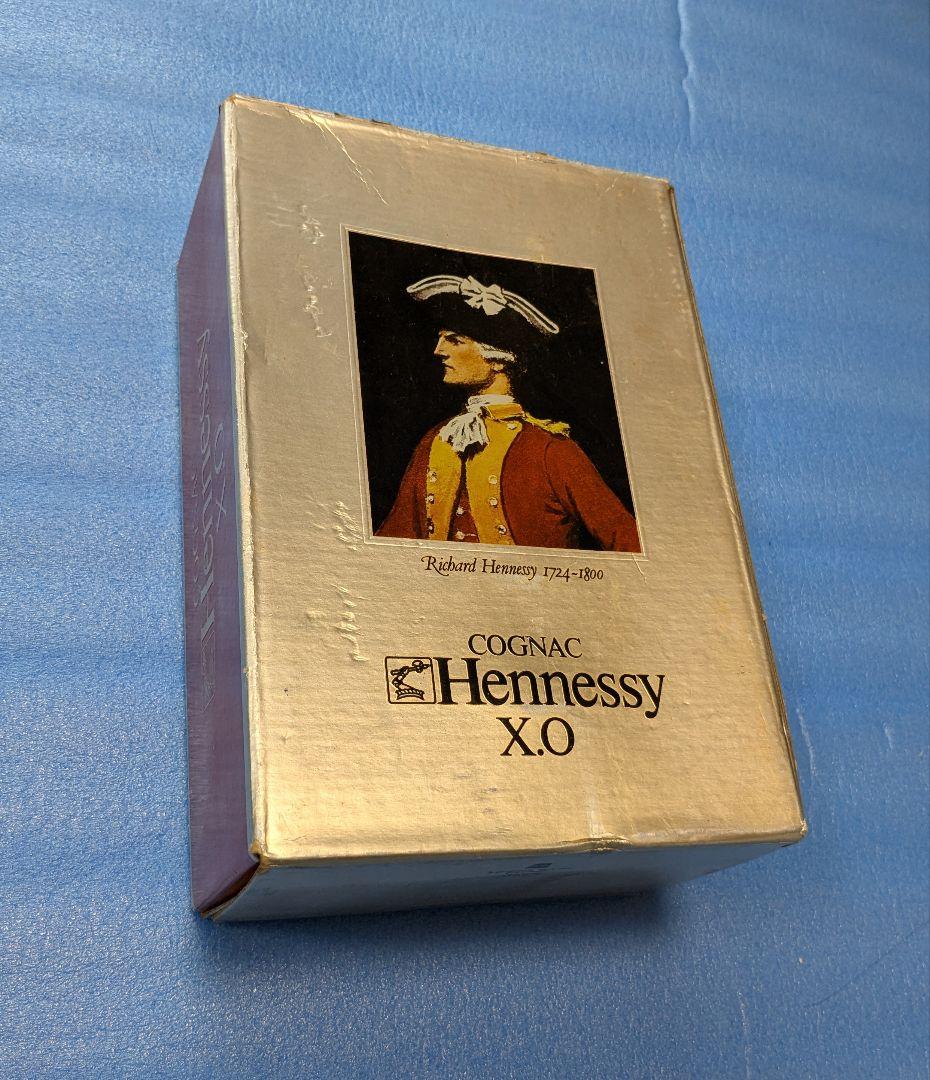 Richard Hennessy 1724~1800
COGNAC
Hennessy
X.O